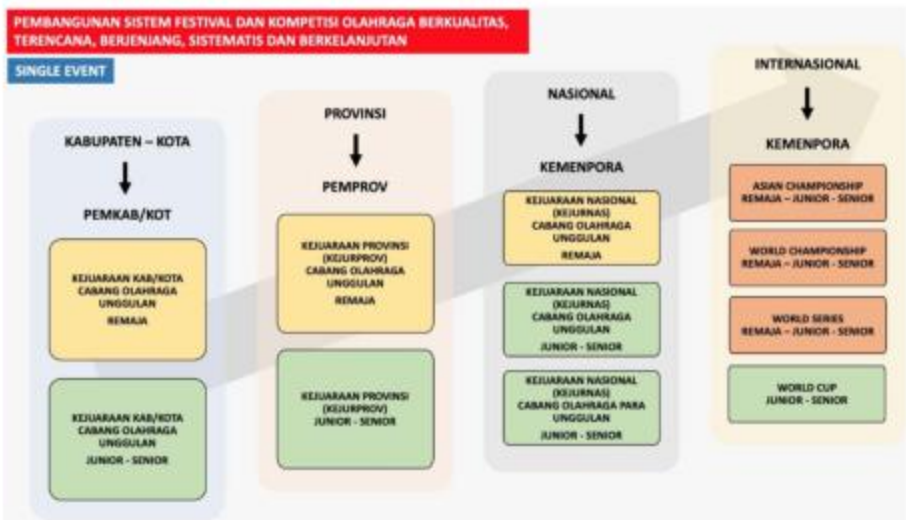 PEMBANGUNAN SISTEM FESTIVAL DAN KOMPETISI OLAHRAGA BERKUALITAS,
TERENCANA, BERJENJANG, SISTEMATIS DAN BERKELANJUTAN
SINGLE EVENT
KABUPATEN – KOTA
PEMKAB/KOT
KEJUARAAN KAB/KOTA
CABANG OLAHRAGA
UNGGULAN
REMAJA
KEJUARAAN KAB/KOTA
CABANG OLAHRAGA
UNGGULAN
JUNIOR - SENIOR
PROVINSI
PEMPROV
KEJUARAAN PROVINSI
(KEJURPROV)
CABANG OLAHRAGA
UNGGULAN
REMAJA
KEJUARAAN PROVINSI
(KEJURPROV)
JUNIOR - SENIOR
NASIONAL
KEMENPORA
KEJUARAAN NASIONAL
(KEJURNAS)
CABANG OLAHRAGA
UNGGULAN
REMAJA
KEJUARAAN NASIONAL
(KEJURNAS)
CABANG OLAHRAGA
UNGGULAN
JUNIOR - SENIOR
KEJUARAAN NASIONAL
(KEJURNAS)
CABANG OLAHRAGA PARA
UNGGULAN
JUNIOR - SENIOR
INTERNASIONAL
KEMENPORA
ASIAN CHAMPIONSHIP
REMAJA – JUNIOR - SENIOR
WORLD CHAMPIONSHIP
REMAJA – JUNIOR - SENIOR
WORLD SERIES
REMAJA – JUNIOR - SENIOR
WORLD CUP
JUNIOR - SENIOR